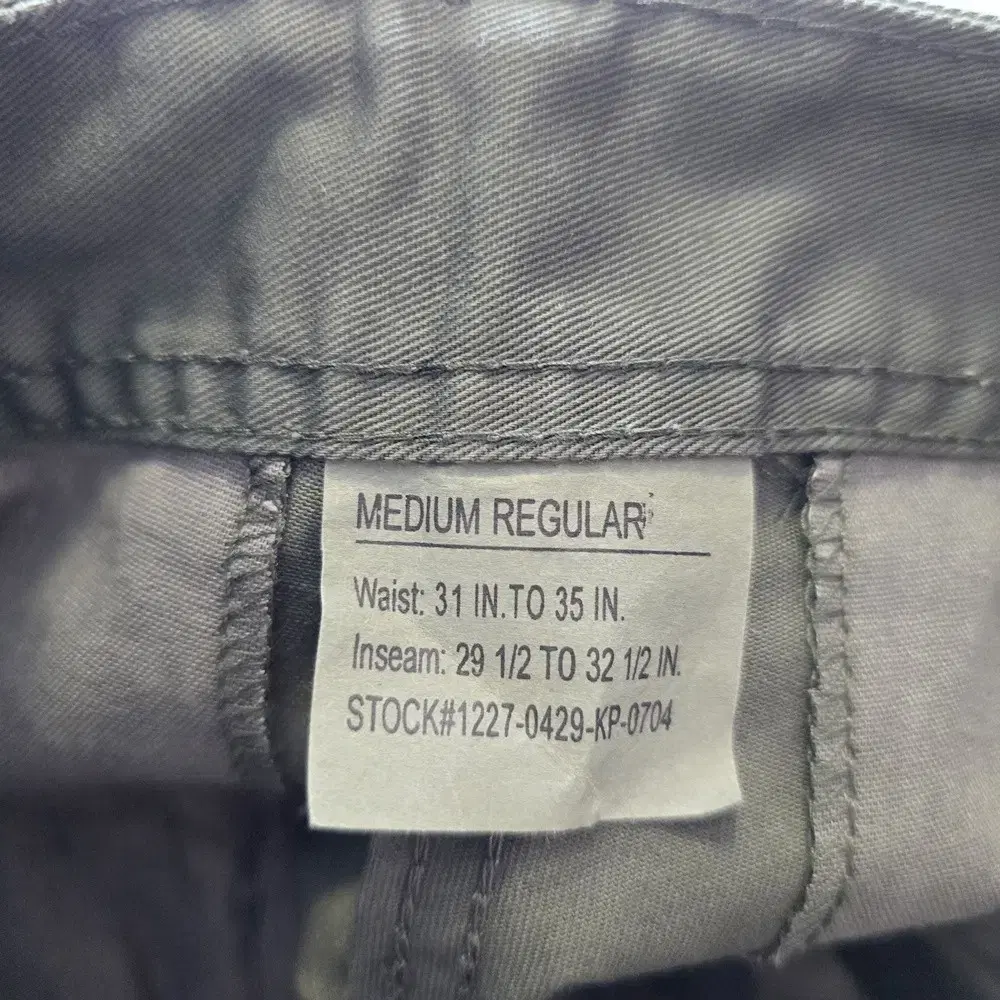 MEDIUM REGULAR
Waist: 31 IN.TO 35 IN.
Inseam: 29 1/2 TO 32 1/2 IN.
STOCK#1227-0429-KP-0704